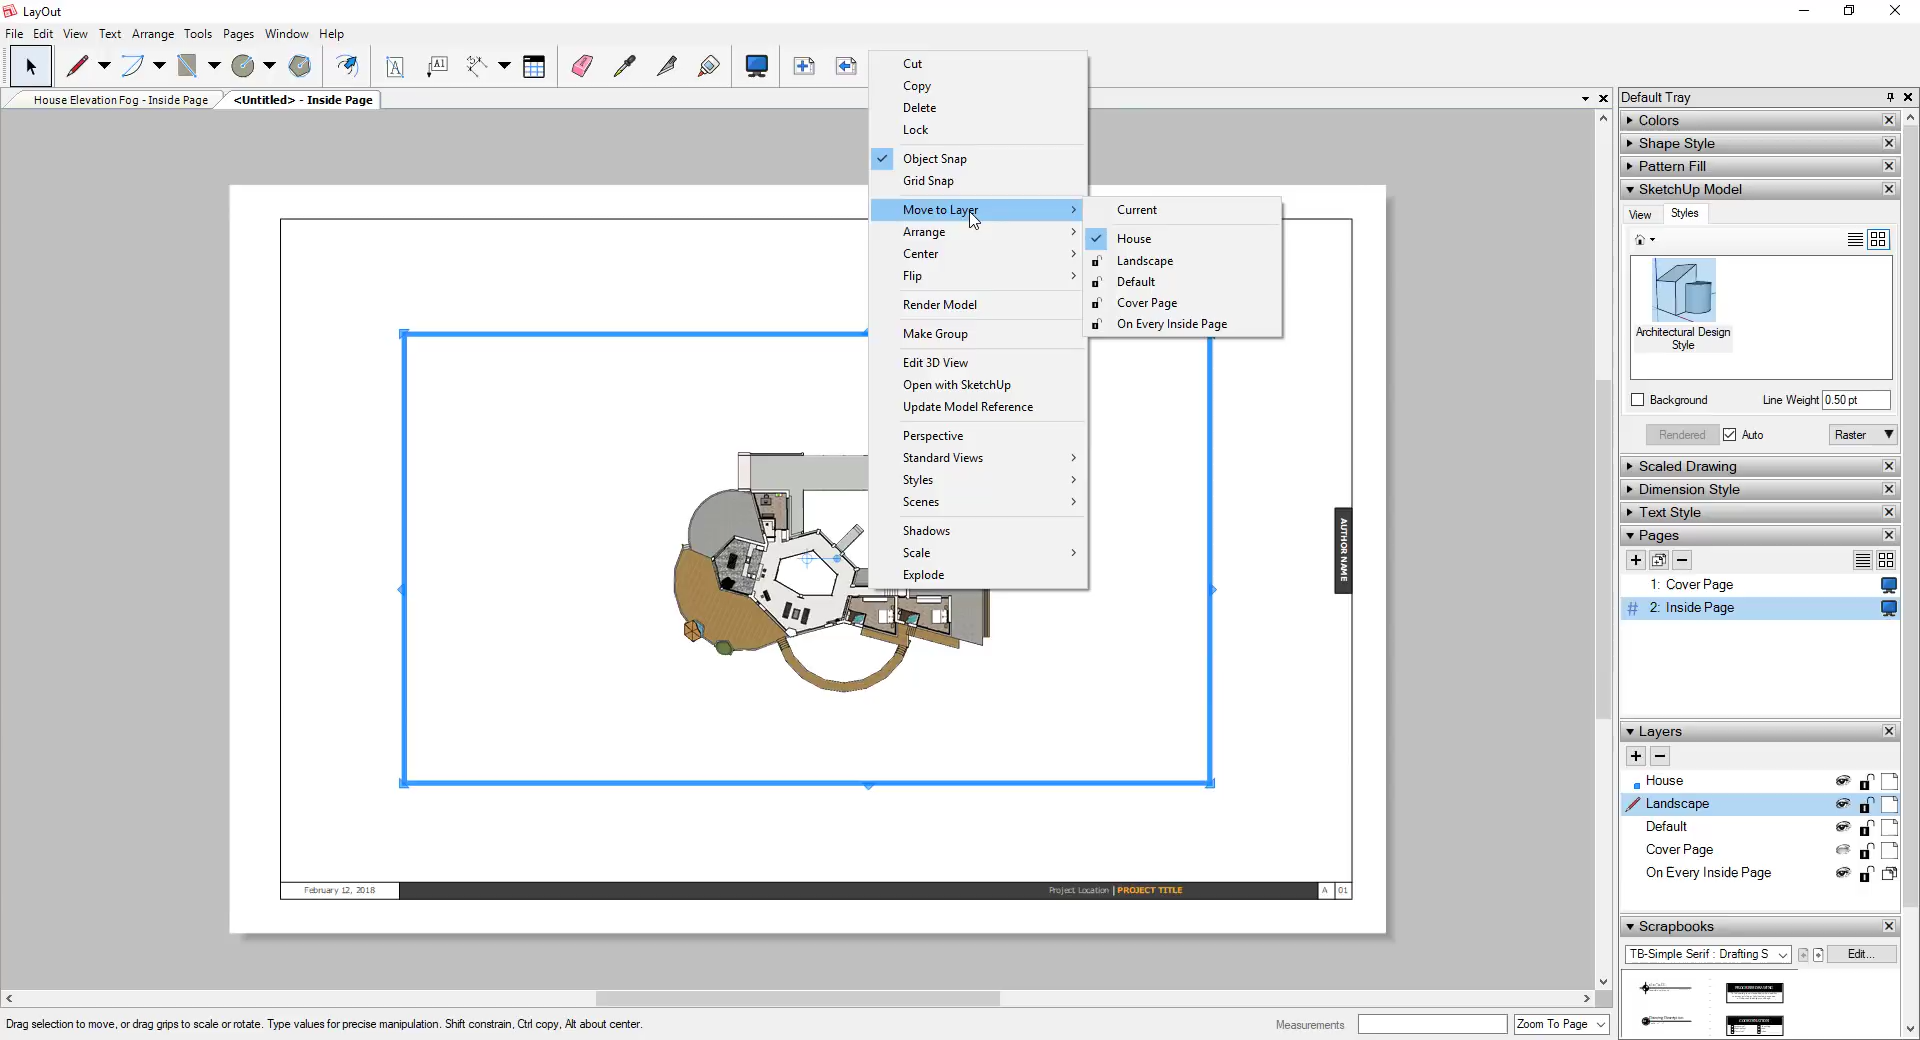 LayOut
File Edit View Text Arrange Tools Pages Window Help
House Elevation Fog - Inside Page
<Untitled> - Inside Page
Cut
Copy
Delete
Lock
Object Snap
Grid Snap
Move to Layer
Arrange
Center
Flip
Render Model
Make Group
Edit 3D View
Open with SketchUp
Update Model Reference
Perspective
Standard Views
Styles
Scenes
Shadows
Scale
Explode
Current
House
Landscape
Default
Cover Page
On Every Inside Page
AUTHOR NAME
February 12, 2018
Project Location | PROJECT TITLE
A 01
Default Tray
Colors
Shape Style
Pattern Fill
SketchUp Model
View Styles
Architectural Design
Style
Background Line Weight 0.50 pt
Rendered Auto Raster
Scaled Drawing
Dimension Style
Text Style
Pages
1: Cover Page
# 2: Inside Page
Layers
House
Landscape
Default
Cover Page
On Every Inside Page
Scrapbooks
TB-Simple Serif : Drafting S Edit...
Drag selection to move, or drag grips to scale or rotate. Type values for precise manipulation. Shift constrain, Ctrl copy, Alt about center.
Measurements Zoom To Page